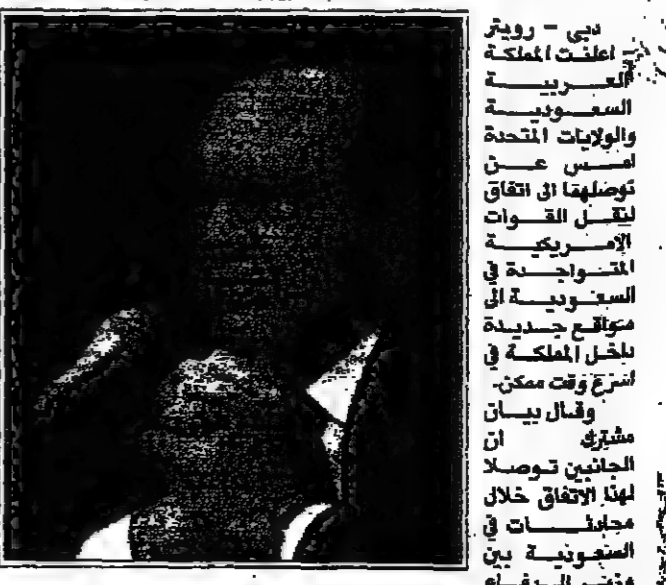 دبي - رويتر
اعلنت المملكة
العربية
السعودية
والولايات المتحدة
امس عن
توصلهما الى اتفاق
لنقل القوات
الامريكية
المتواجدة في
السعودية الى
مواقع جديدة
داخل المملكة في
اسرع وقت ممكن.
وقال بيان
مشترك ان
الجانبين توصلا
لهذا الاتفاق خلال
محادثات في
السعودية بين
وزير الدفاع